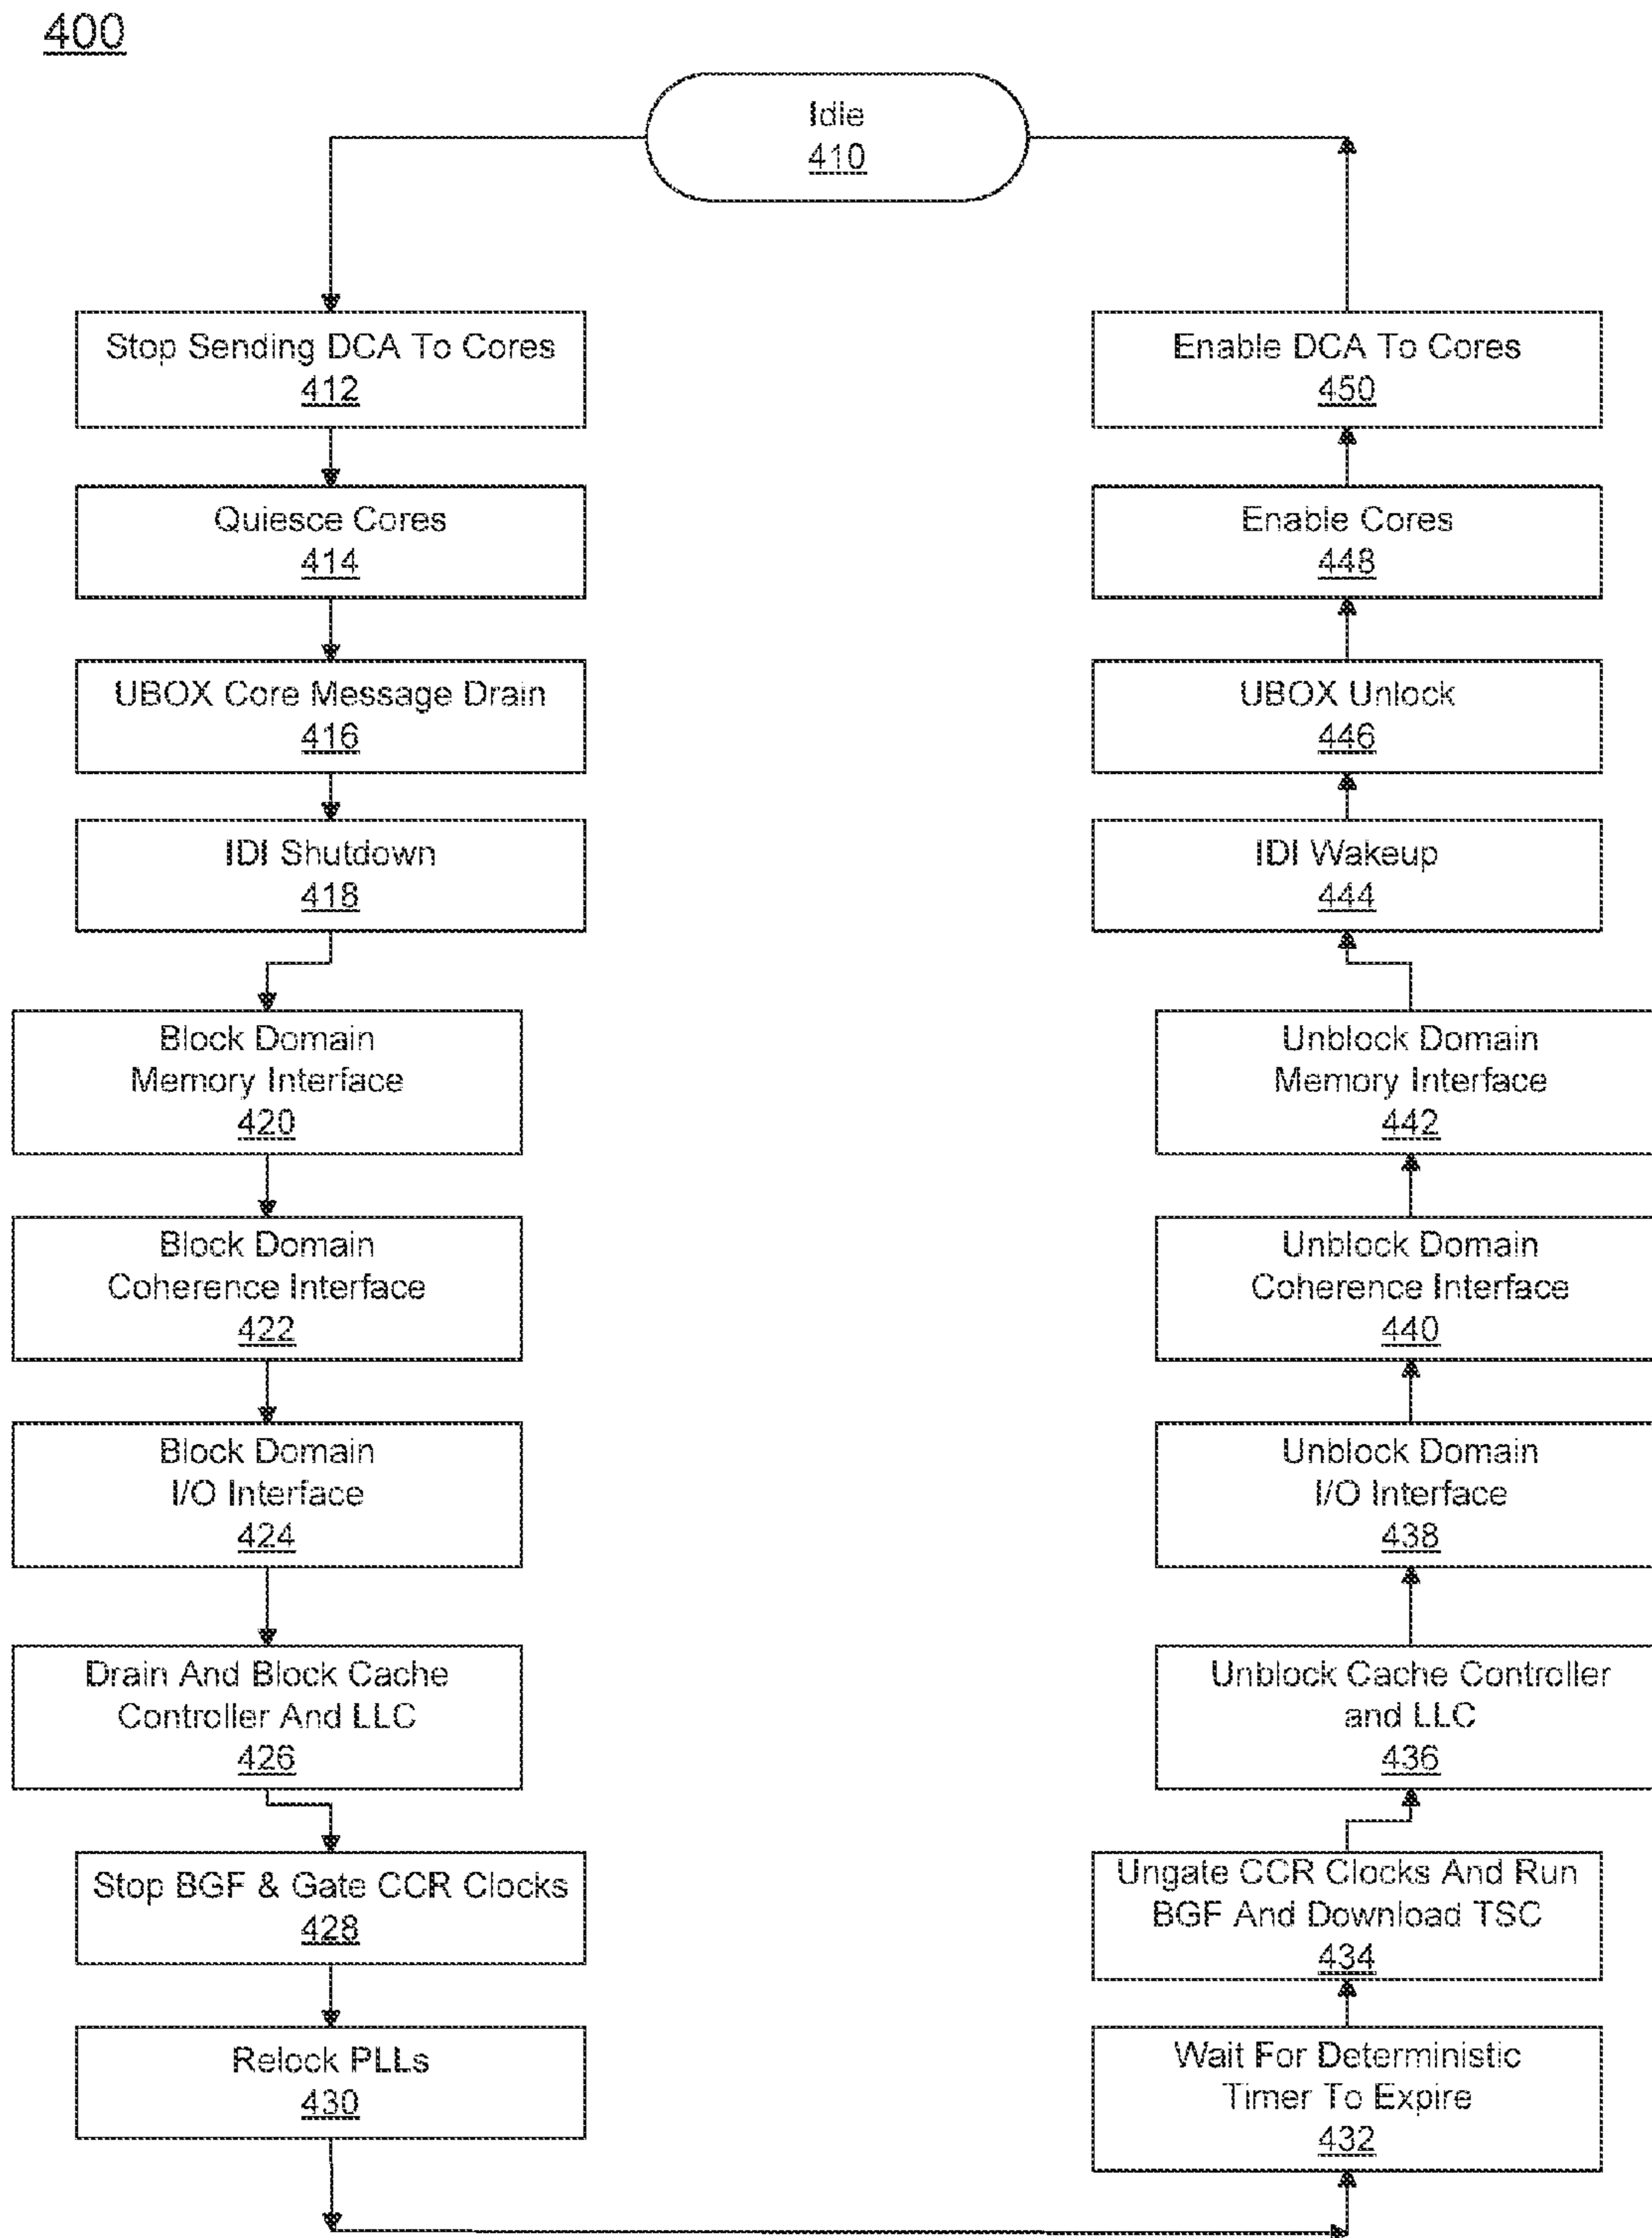 400
Idle
410
Stop Sending DCA To Cores
412
Quiesce Cores
414
UBOX Core Message Drain
416
IDI Shutdown
418
Block Domain
Memory Interface
420
Block Domain
Coherence Interface
422
Block Domain
I/O Interface
424
Drain And Block Cache
Controller And LLC
426
Stop BGF & Gate CCR Clocks
428
Relock PLLs
430
Enable DCA To Cores
450
Enable Cores
448
UBOX Unlock
446
IDI Wakeup
444
Unblock Domain
Memory Interface
442
Unblock Domain
Coherence Interface
440
Unblock Domain
I/O Interface
438
Unblock Cache Controller
and LLC
436
Ungate CCR Clocks And Run
BGF And Download TSC
434
Wait For Deterministic
Timer To Expire
432